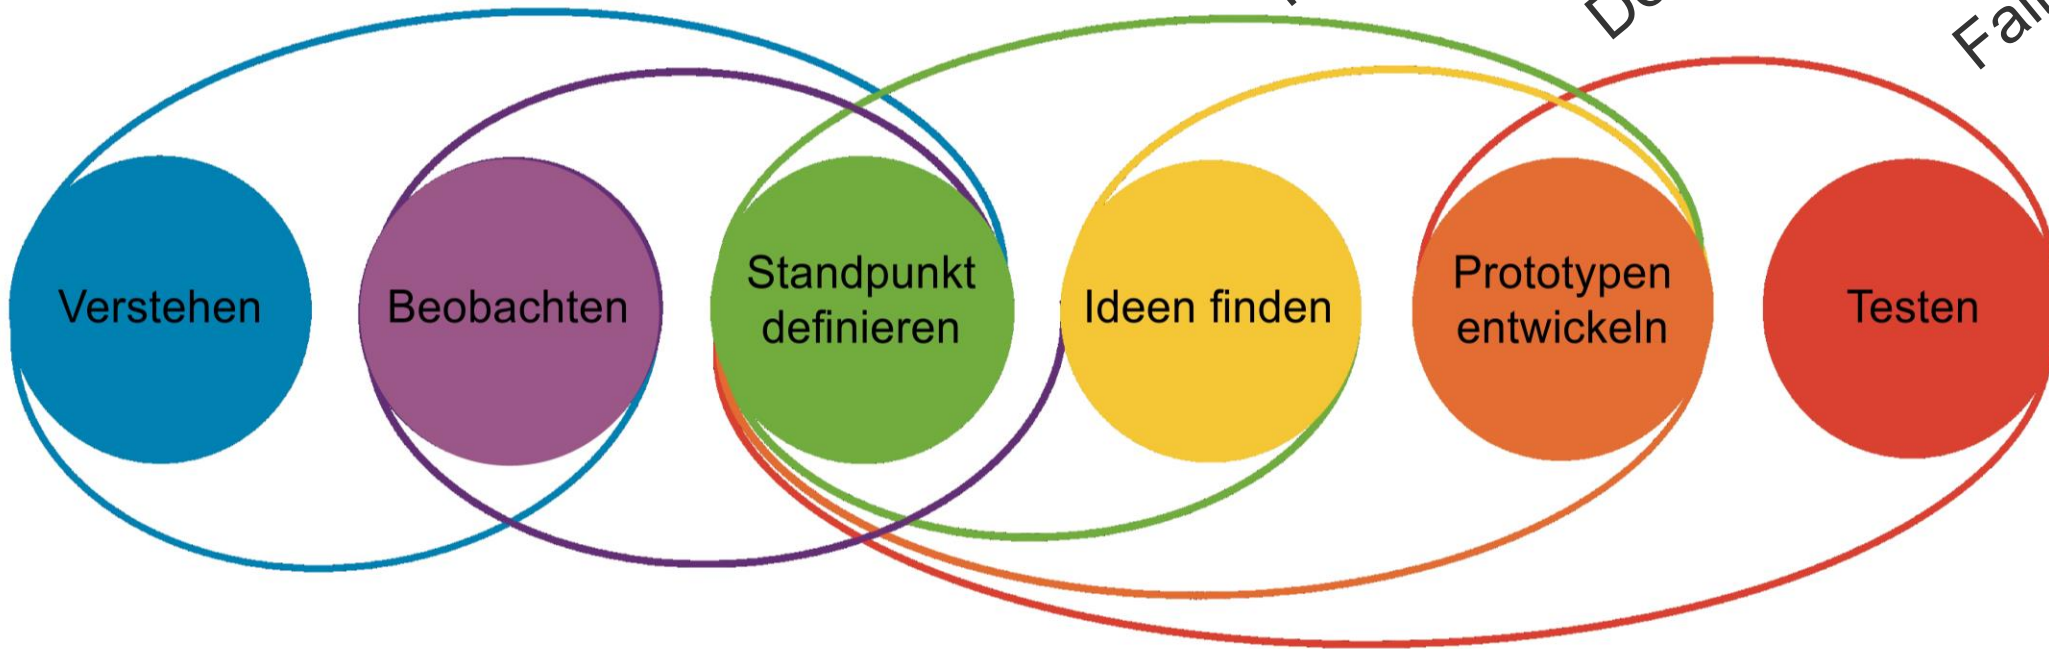 Verstehen
Beobachten
Standpunkt
definieren
Ideen finden
Prototypen
entwickeln
Testen